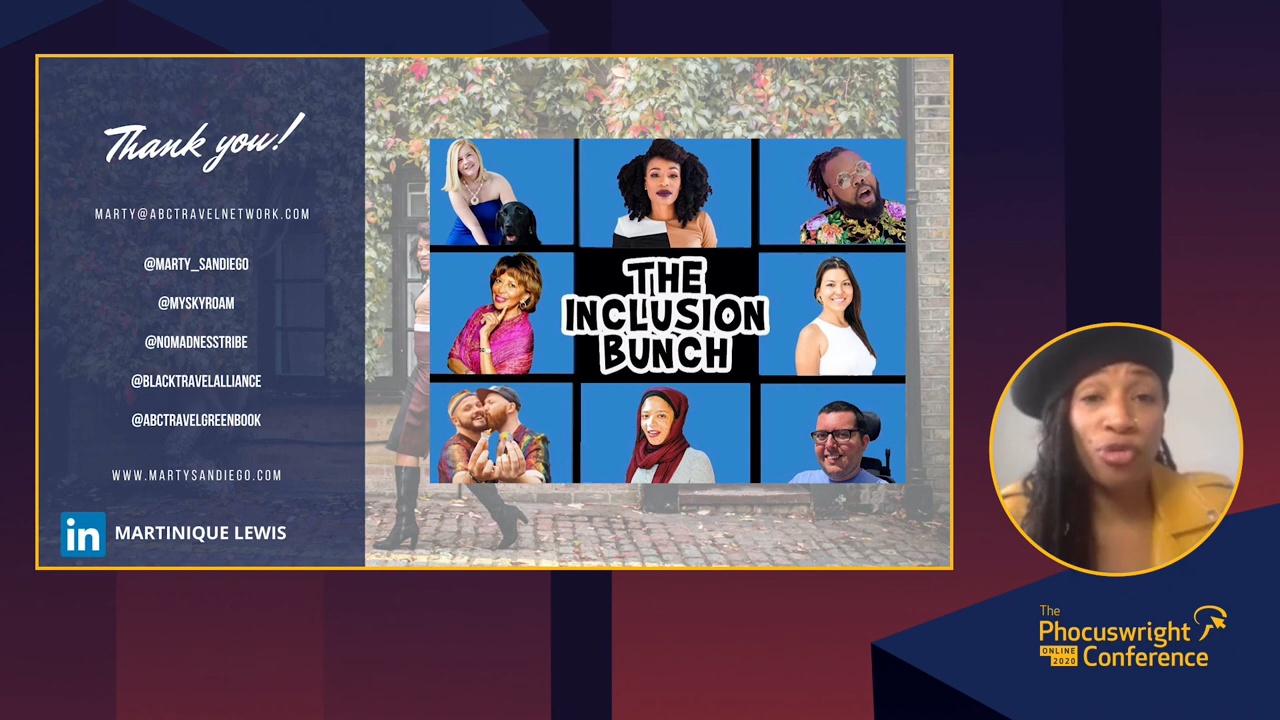 Thank you!
MARTY@ABCTRAVELNETWORK.COM
@MARTY_SANDIEGO
@MYSKYROAM
@NOMADNESSTRIBE
@BLACKTRAVELALLIANCE
@ABCTRAVELGREENBOOK
WWW.MARTYSANDIEGO.COM
in MARTINIQUE LEWIS
THE
INCLUSION
BUNCH
The
Phocuswright
ONLINE
2020
Conference